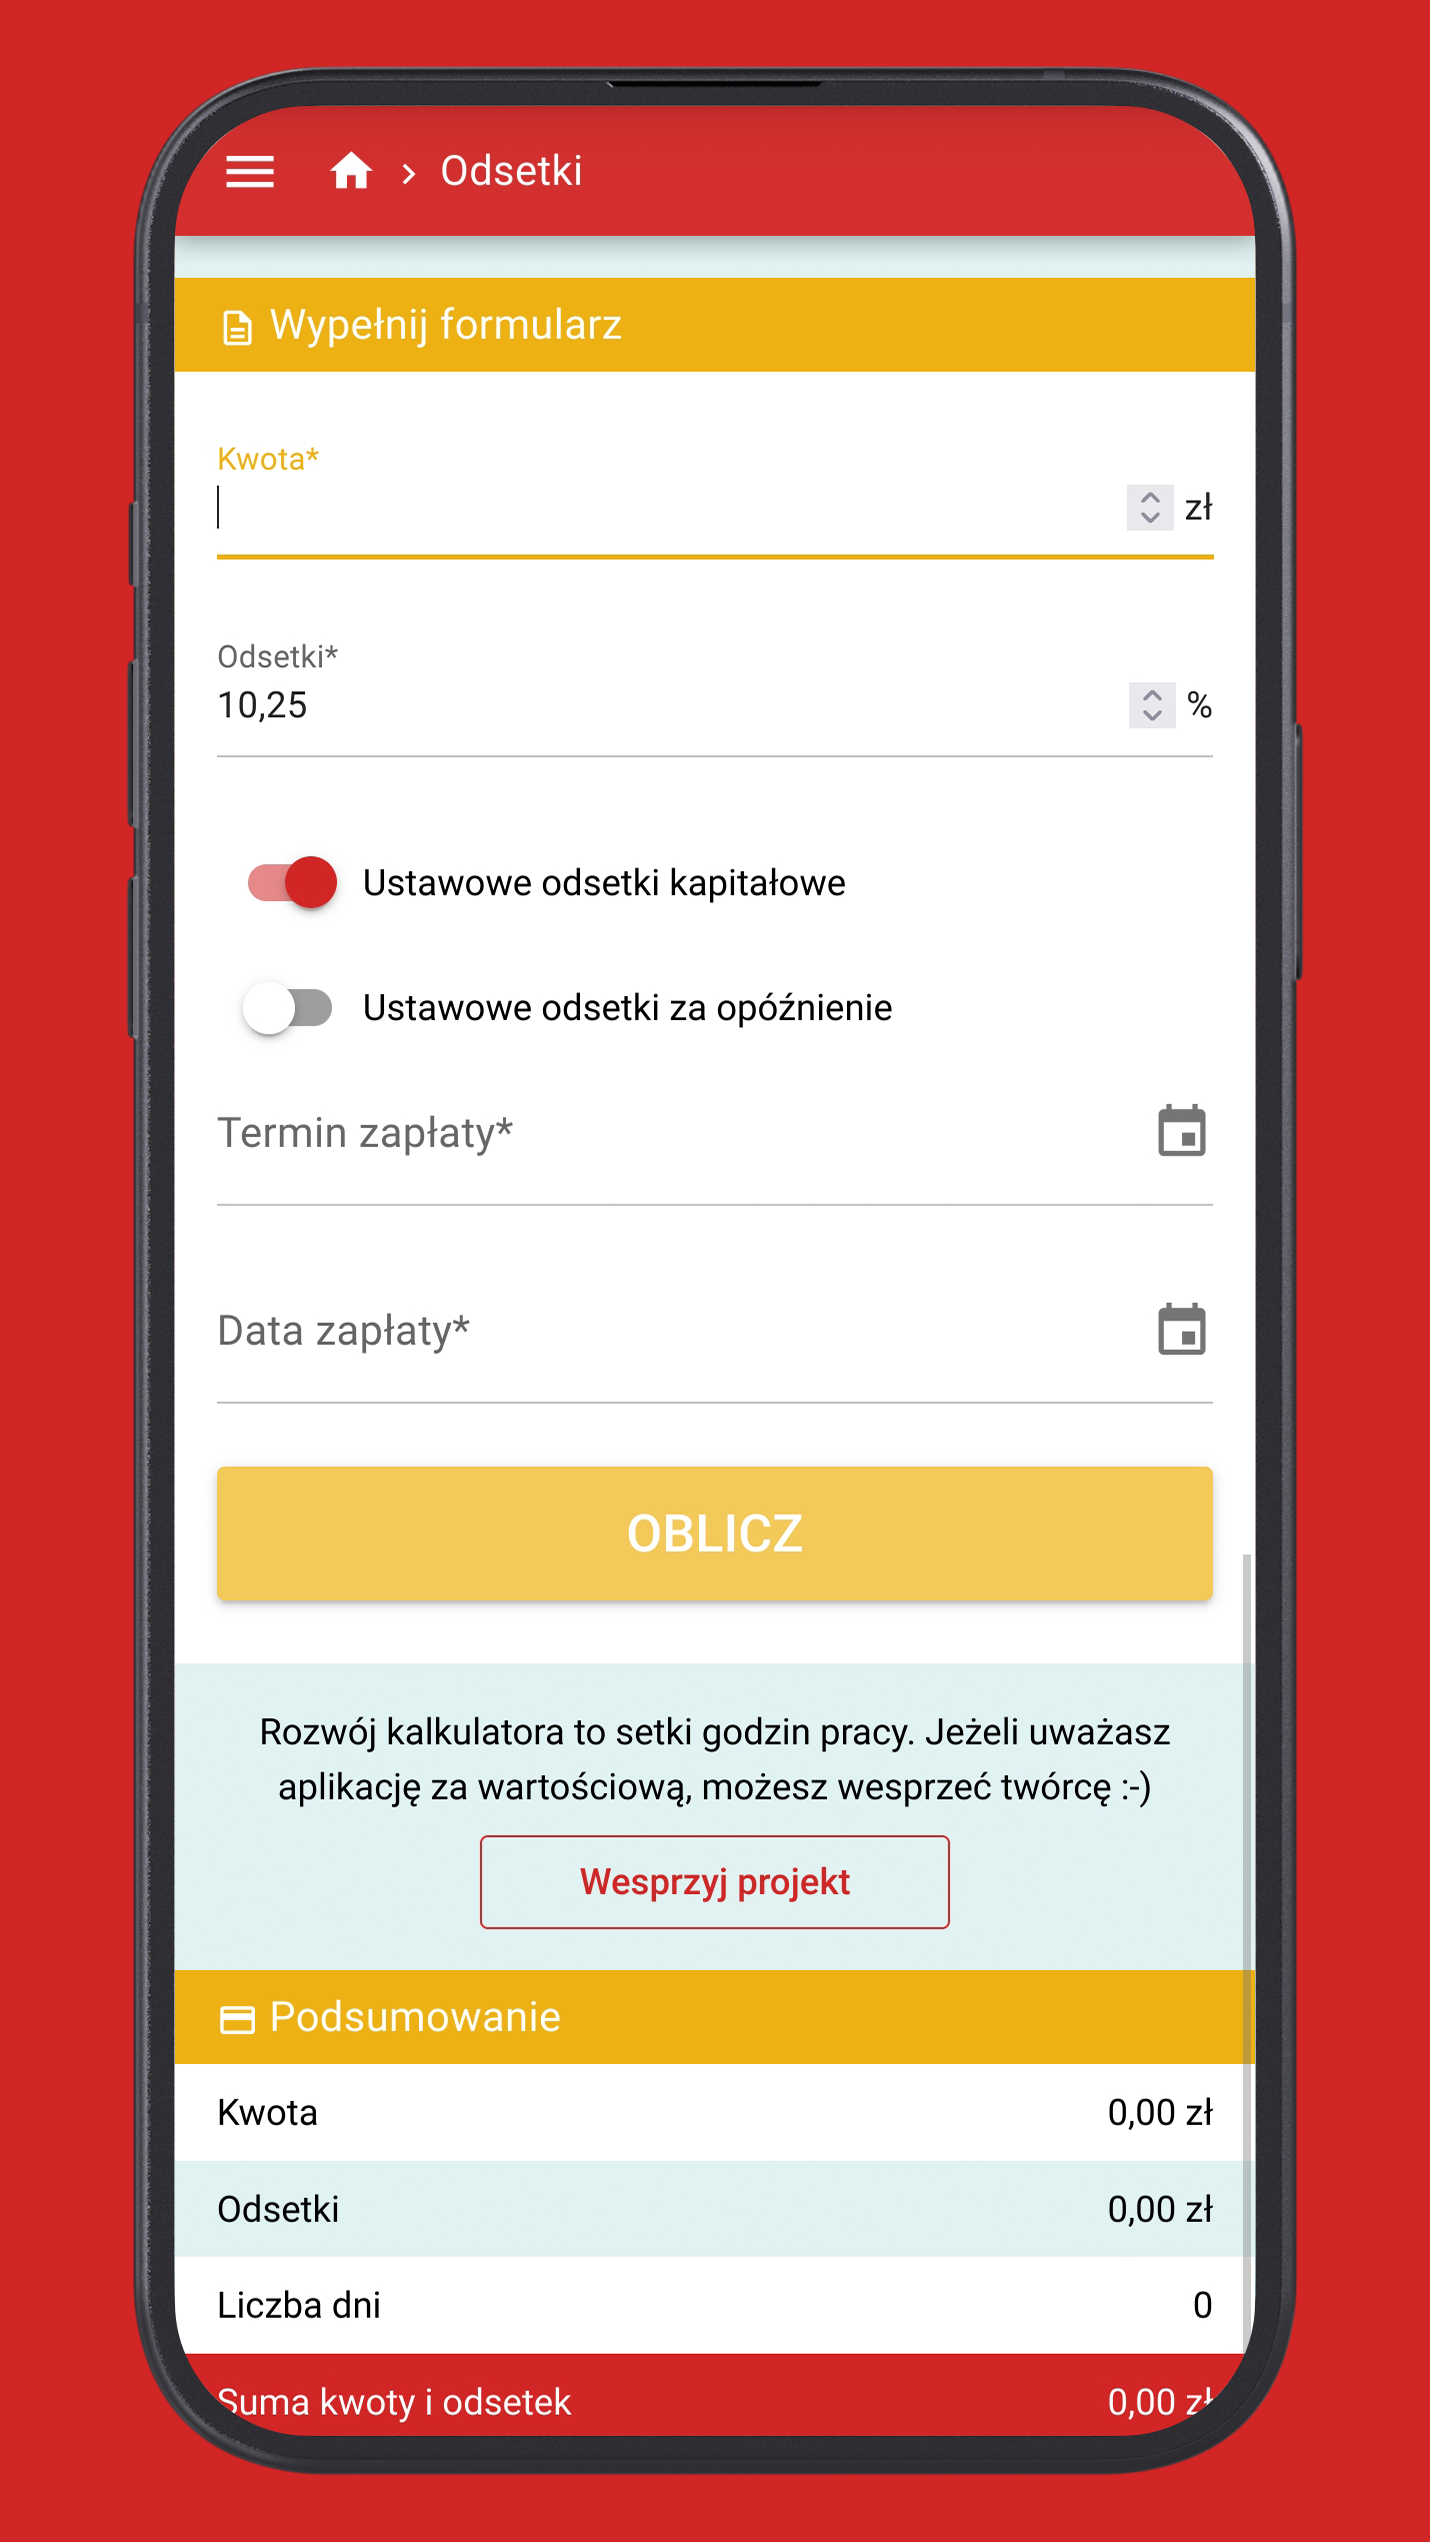 Odsetki
Wypełnij formularz
Kwota*
zł
Odsetki*
10,25 %
Ustawowe odsetki kapitałowe
Ustawowe odsetki za opóźnienie
Termin zapłaty*
Data zapłaty*
OBLICZ
Rozwój kalkulatora to setki godzin pracy. Jeżeli uważasz
aplikację za wartościową, możesz wesprzeć twórcę :-)
Wesprzyj projekt
Podsumowanie
Kwota 0,00 zł
Odsetki 0,00 zł
Liczba dni 0
Suma kwoty i odsetek 0,00 zł